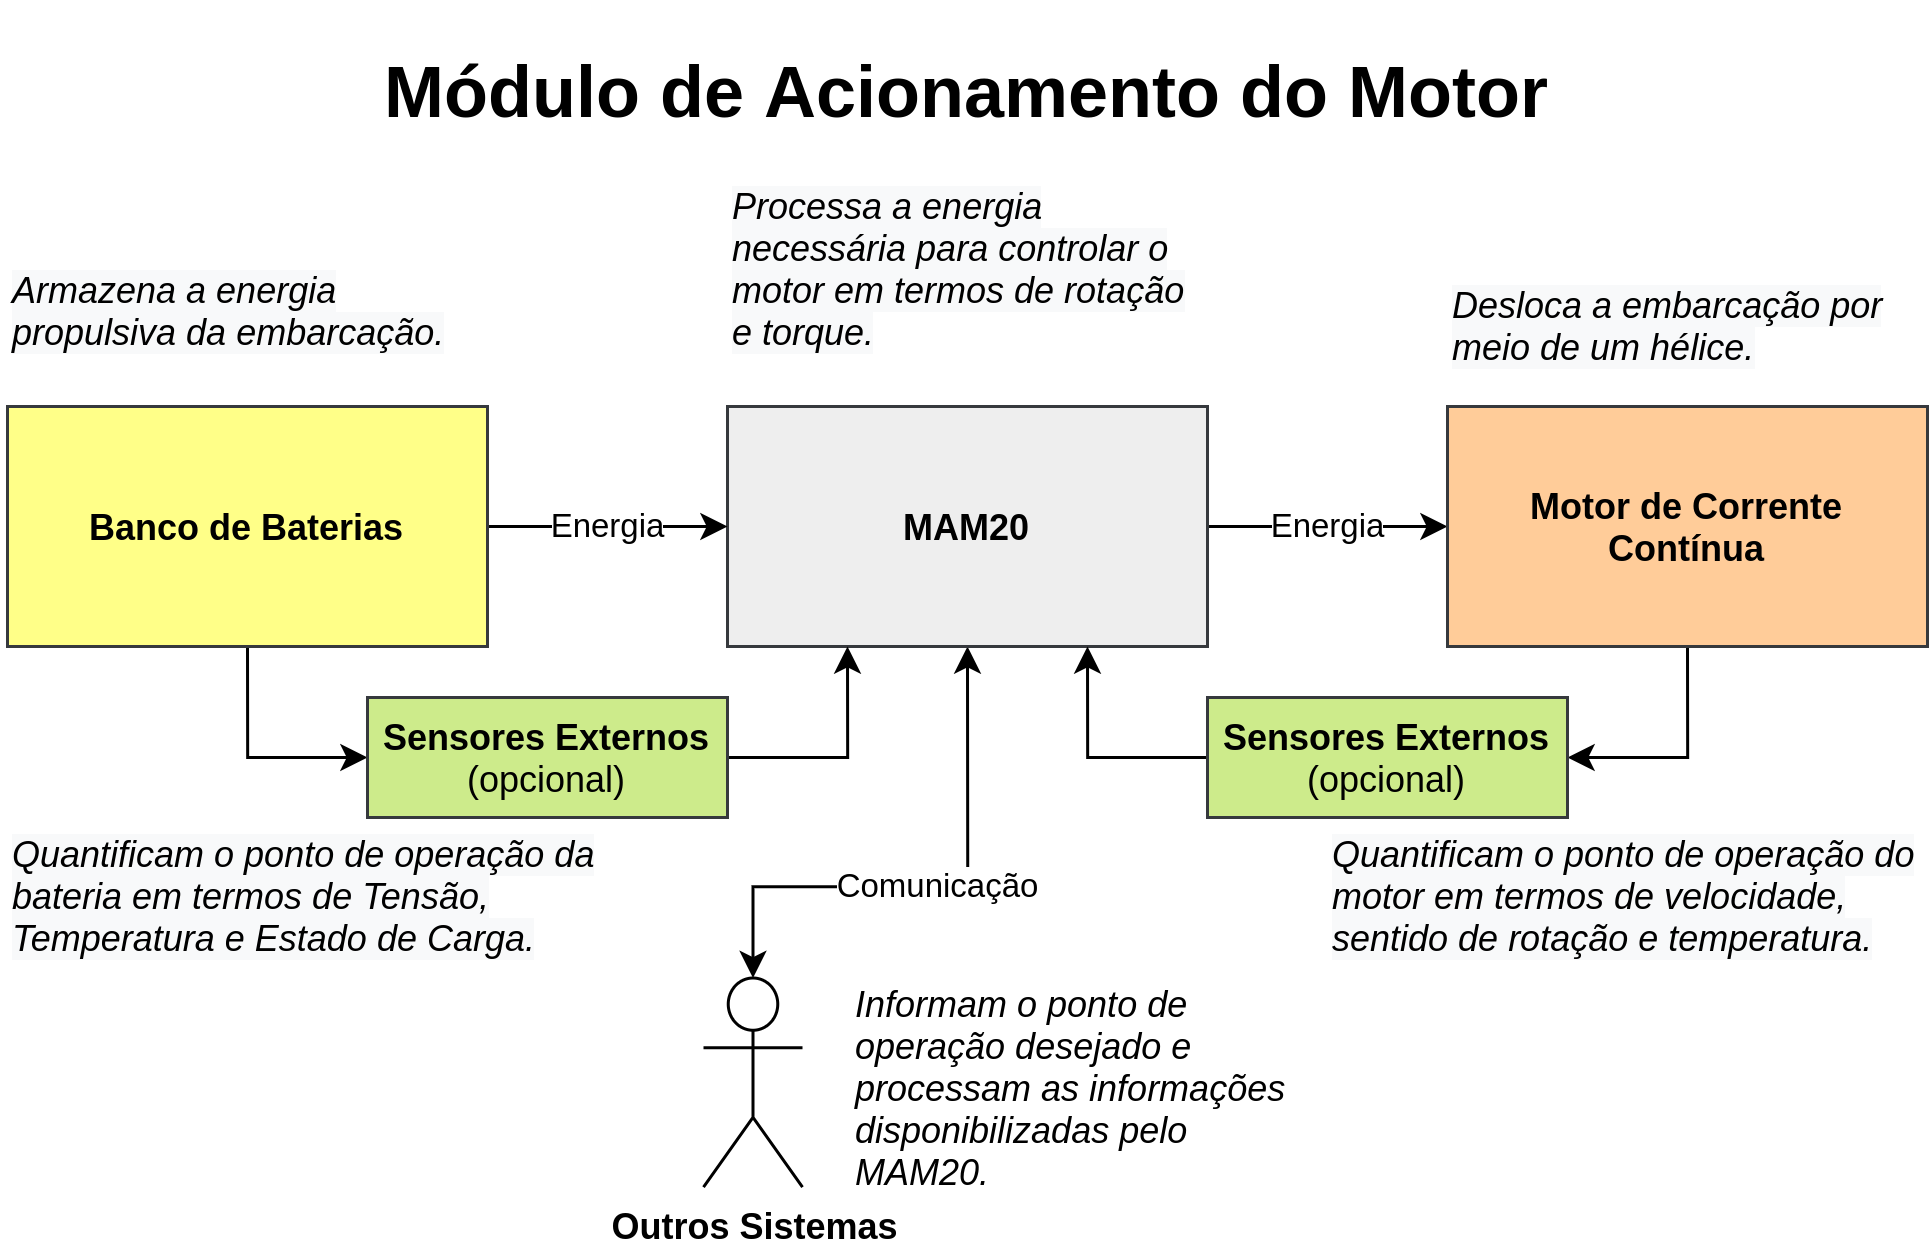 Módulo de Acionamento do Motor
Armazena a energia
propulsiva da embarcação.
Processa a energia
necessária para controlar o
motor em termos de rotação
e torque.
Desloca a embarcação por
meio de um hélice.
Banco de Baterias
Energia
MAM20
Energia
Motor de Corrente
Contínua
Sensores Externos
(opcional)
Sensores Externos
(opcional)
Quantificam o ponto de operação da
bateria em termos de Tensão,
Temperatura e Estado de Carga.
Comunicação
Quantificam o ponto de operação do
motor em termos de velocidade,
sentido de rotação e temperatura.
Informam o ponto de
operação desejado e
processam as informações
disponibilizadas pelo
MAM20.
Outros Sistemas